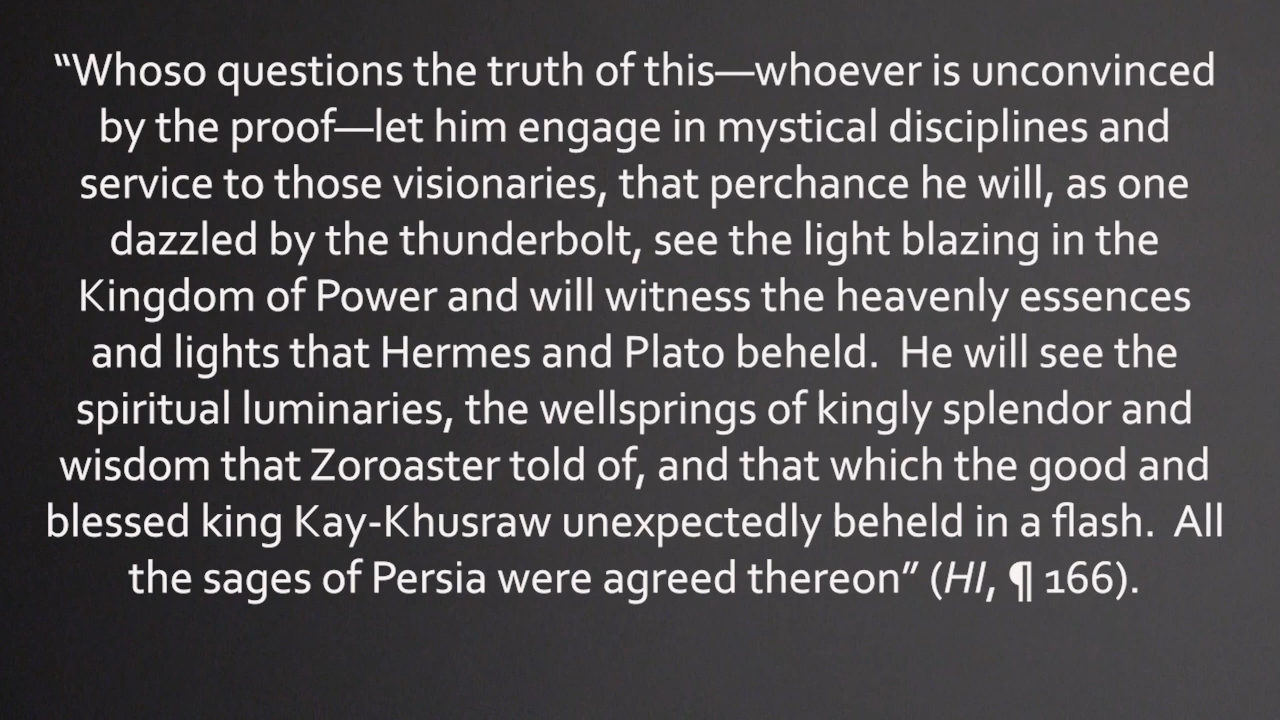 “Whoso questions the truth of this—whoever is unconvinced
by the proof—let him engage in mystical disciplines and
service to those visionaries, that perchance he will, as one
dazzled by the thunderbolt, see the light blazing in the
Kingdom of Power and will witness the heavenly essences
and lights that Hermes and Plato beheld.  He will see the
spiritual luminaries, the wellsprings of kingly splendor and
wisdom that Zoroaster told of, and that which the good and
blessed king Kay-Khusraw unexpectedly beheld in a flash.  All
the sages of Persia were agreed thereon” (HI, ¶ 166).